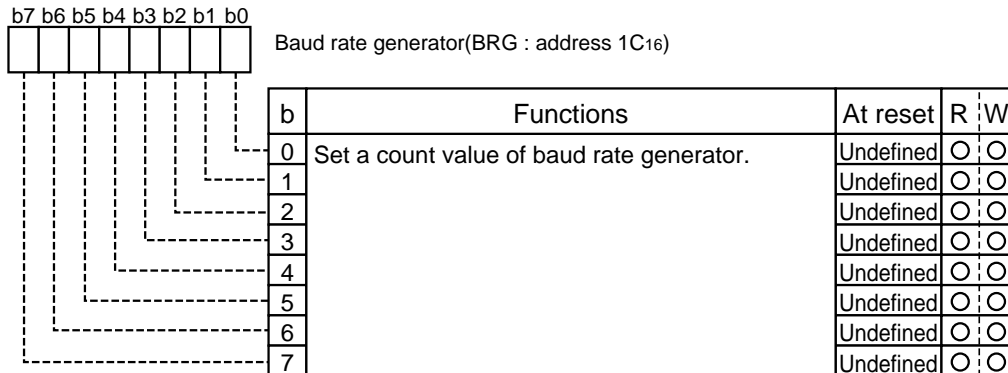 b7 b6 b5 b4 b3 b2 b1 b0
Baud rate generator(BRG : address 1C16)
b Functions At reset R W
0 Set a count value of baud rate generator. Undefined ○ ○
1 Undefined ○ ○
2 Undefined ○ ○
3 Undefined ○ ○
4 Undefined ○ ○
5 Undefined ○ ○
6 Undefined ○ ○
7 Undefined ○ ○